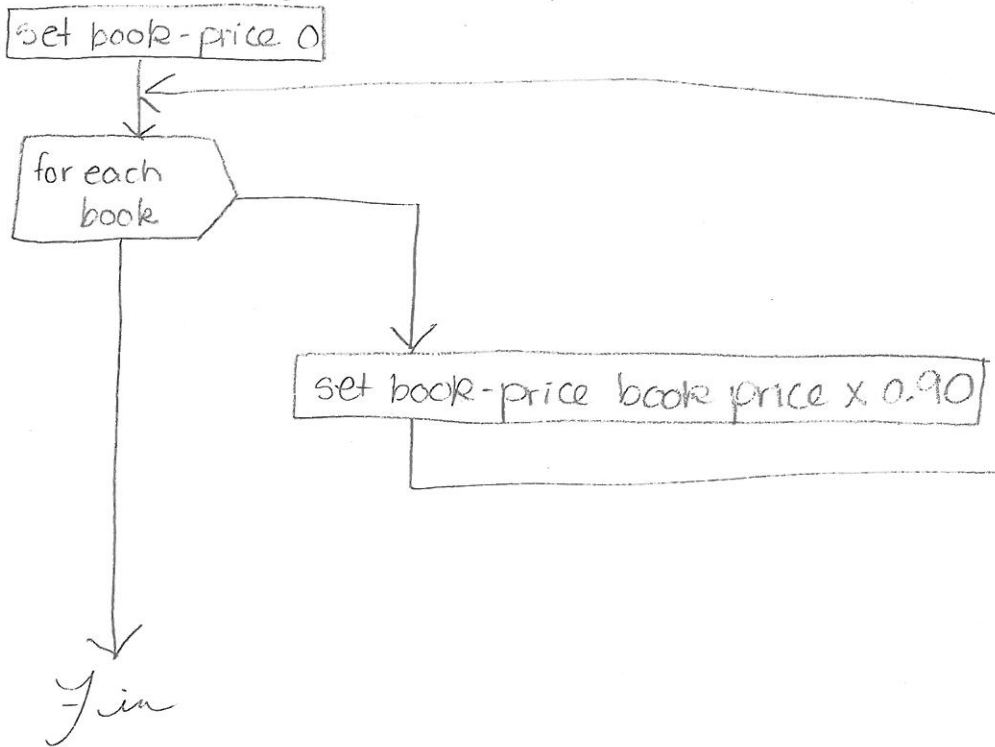 set book-price 0
for each
book
set book-price book price x 0.90
Fin